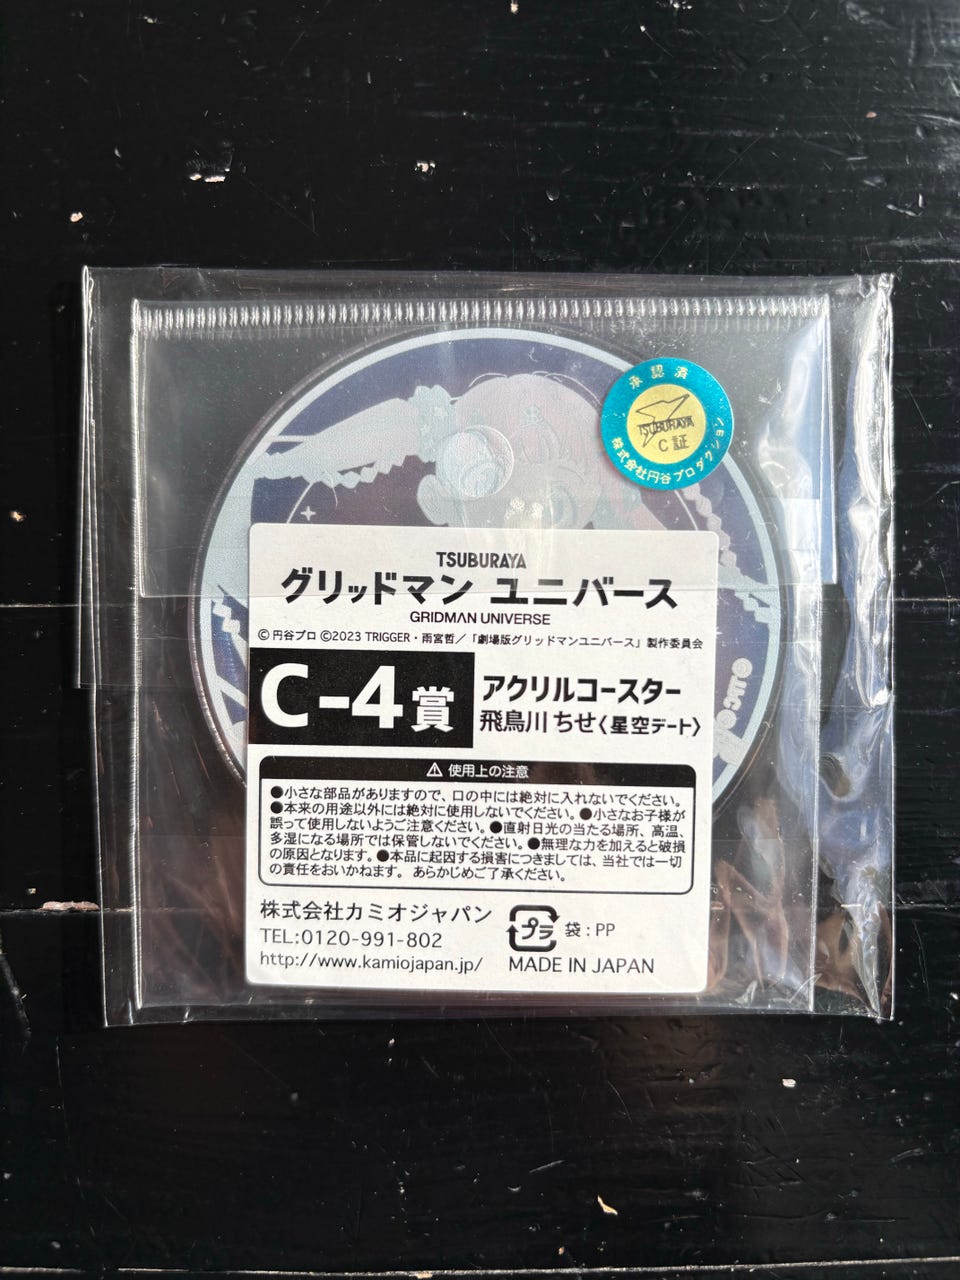 承認済
TSUBURAYA
C証
株式会社円谷プロダクション
TSUBURAYA
グリッドマン ユニバース
GRIDMAN UNIVERSE
© 円谷プロ ©2023 TRIGGER・雨宮哲/「劇場版グリッドマンユニバース」製作委員会
C-4賞
アクリルコースター
飛鳥川 ちせ〈星空デート〉
⚠ 使用上の注意
●小さな部品がありますので、口の中には絶対に入れないでください。
●本来の用途以外には絶対に使用しないでください。●小さなお子様が
誤って使用しないようご注意ください。●直射日光の当たる場所、高温、
多湿になる場所では保管しないでください。●無理な力を加えると破損
の原因となります。●本品に起因する損害につきましては、当社では一切
の責任をおいかねます。あらかじめご了承ください。
株式会社カミオジャパン
TEL:0120-991-802
http://www.kamiojapan.jp/
プラ
袋:PP
MADE IN JAPAN